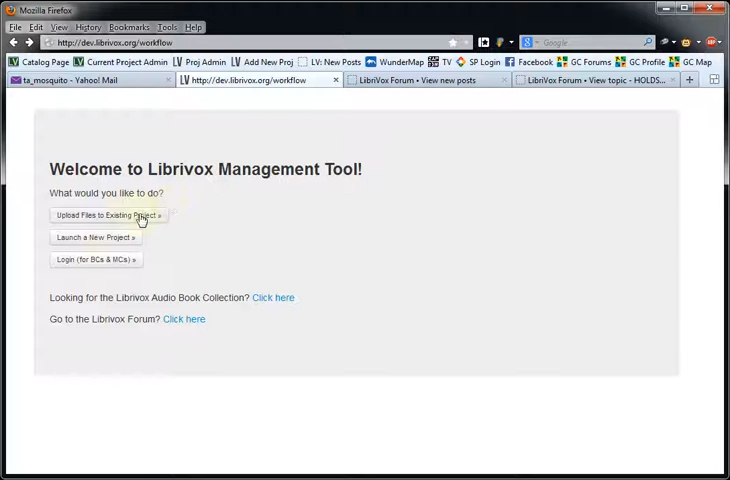 Mozilla Firefox
File Edit View History Bookmarks Tools Help
http://dev.librivox.org/workflow Google
Catalog Page Current Project Admin Proj Admin Add New Proj LV: New Posts WunderMap TV SP Login Facebook GC Forums GC Profile GC Map
ta_mosquito - Yahoo! Mail http://dev.librivox.org/workflow LibriVox Forum • View new posts LibriVox Forum • View topic - HOLDS...
Welcome to Librivox Management Tool!
What would you like to do?
Upload Files to Existing Project »
Launch a New Project »
Login (for BCs & MCs) »
Looking for the Librivox Audio Book Collection? Click here
Go to the Librivox Forum? Click here